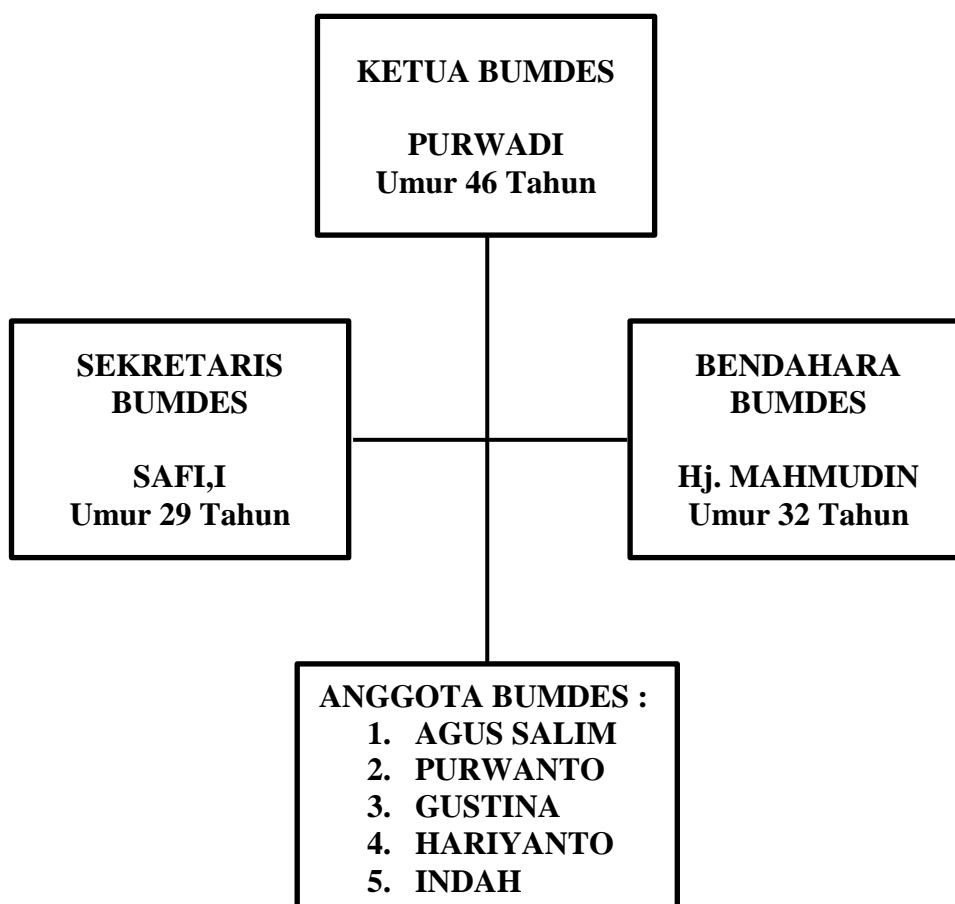 KETUA BUMDES
PURWADI
Umur 46 Tahun
SEKRETARIS
BUMDES
SAFI,I
Umur 29 Tahun
BENDAHARA
BUMDES
Hj. MAHMUDIN
Umur 32 Tahun
ANGGOTA BUMDES :
1. AGUS SALIM
2. PURWANTO
3. GUSTINA
4. HARIYANTO
5. INDAH